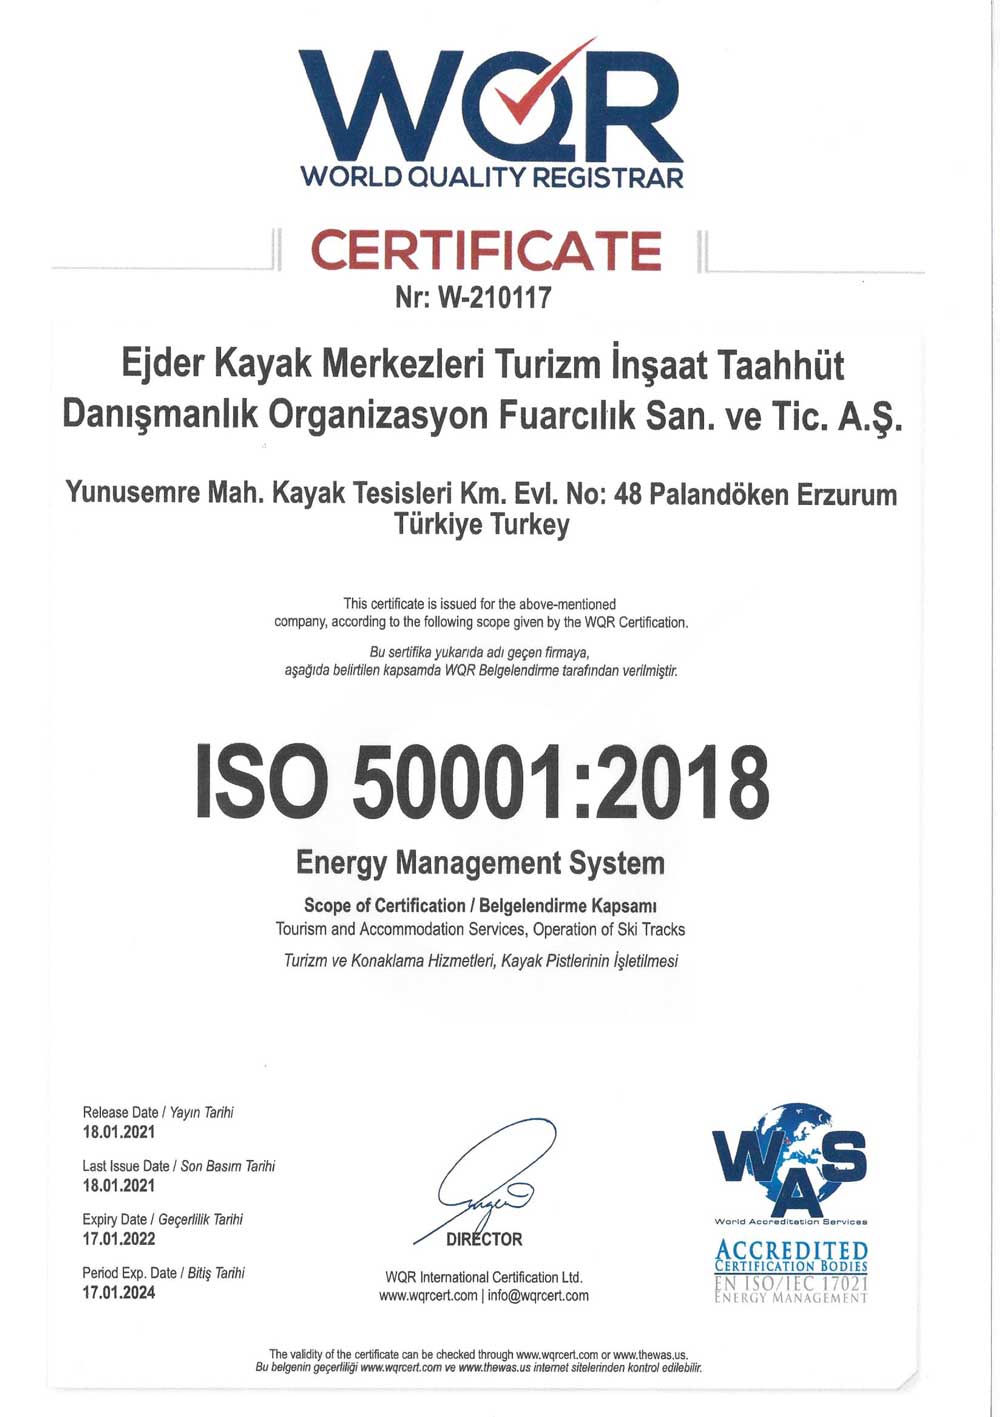 WQR
WORLD QUALITY REGISTRAR
CERTIFICATE
Nr: W-210117
Ejder Kayak Merkezleri Turizm İnşaat Taahhüt
Danışmanlık Organizasyon Fuarcılık San. ve Tic. A.Ş.
Yunusemre Mah. Kayak Tesisleri Km. Evl. No: 48 Palandöken Erzurum
Türkiye Turkey
This certificate is issued for the above-mentioned
company, according to the following scope given by the WQR Certification.
Bu sertifika yukarıda adı geçen firmaya,
aşağıda belirtilen kapsamda WQR Belgelendirme tarafından verilmiştir.
ISO 50001:2018
Energy Management System
Scope of Certification / Belgelendirme Kapsamı
Tourism and Accommodation Services, Operation of Ski Tracks
Turizm ve Konaklama Hizmetleri, Kayak Pistlerinin İşletilmesi
Release Date / Yayın Tarihi
18.01.2021
Last Issue Date / Son Basım Tarihi
18.01.2021
Expiry Date / Geçerlilik Tarihi
17.01.2022
Period Exp. Date / Bitiş Tarihi
17.01.2024
DIRECTOR
WQR International Certification Ltd.
www.wqrcert.com | info@wqrcert.com
WAS
World Accreditation Services
ACCREDITED
CERTIFICATION BODIES
EN ISO/IEC 17021
ENERGY MANAGEMENT
The validity of the certificate can be checked through www.wqrcert.com or www.thewas.us.
Bu belgenin geçerliliği www.wqrcert.com ve www.thewas.us internet sitelerinden kontrol edilebilir.